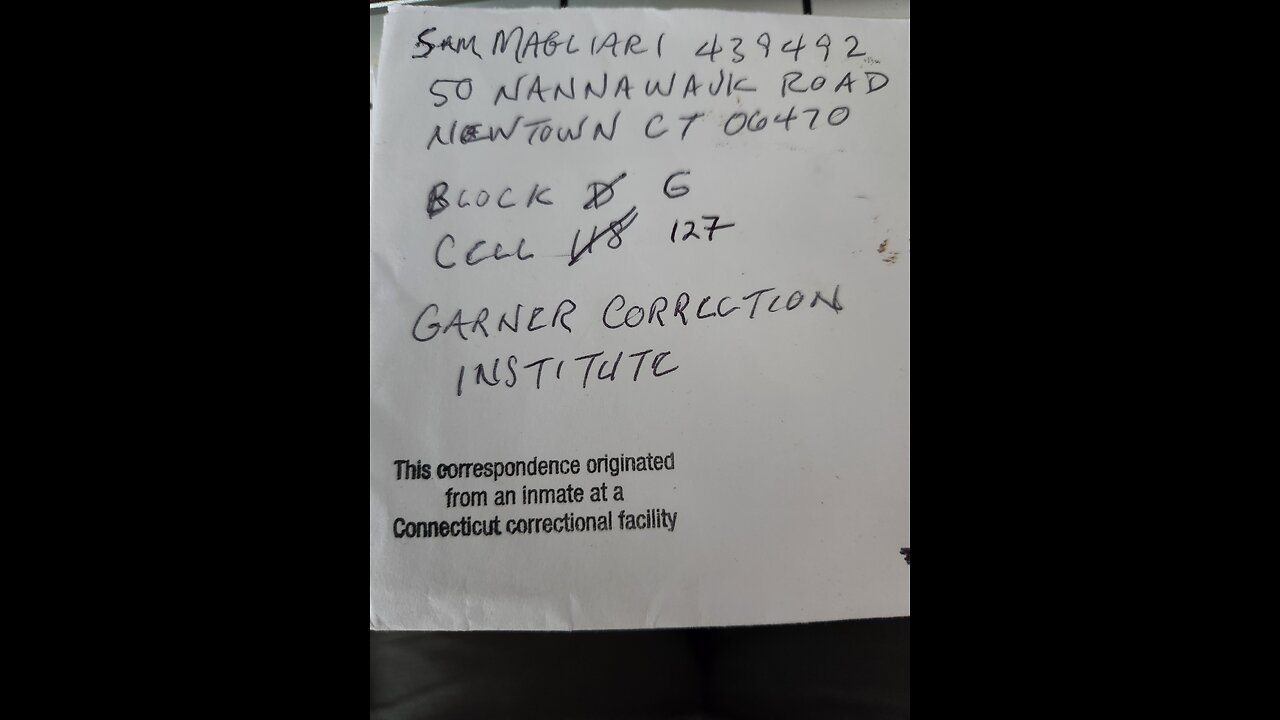 SAM MAGLIARI 439492
50 NANNAWAUK ROAD
NEWTOWN CT 06470
BLOCK D G
CELL 118 127
GARNER CORRECTION
INSTITUTE
This correspondence originated
from an inmate at a
Connecticut correctional facility